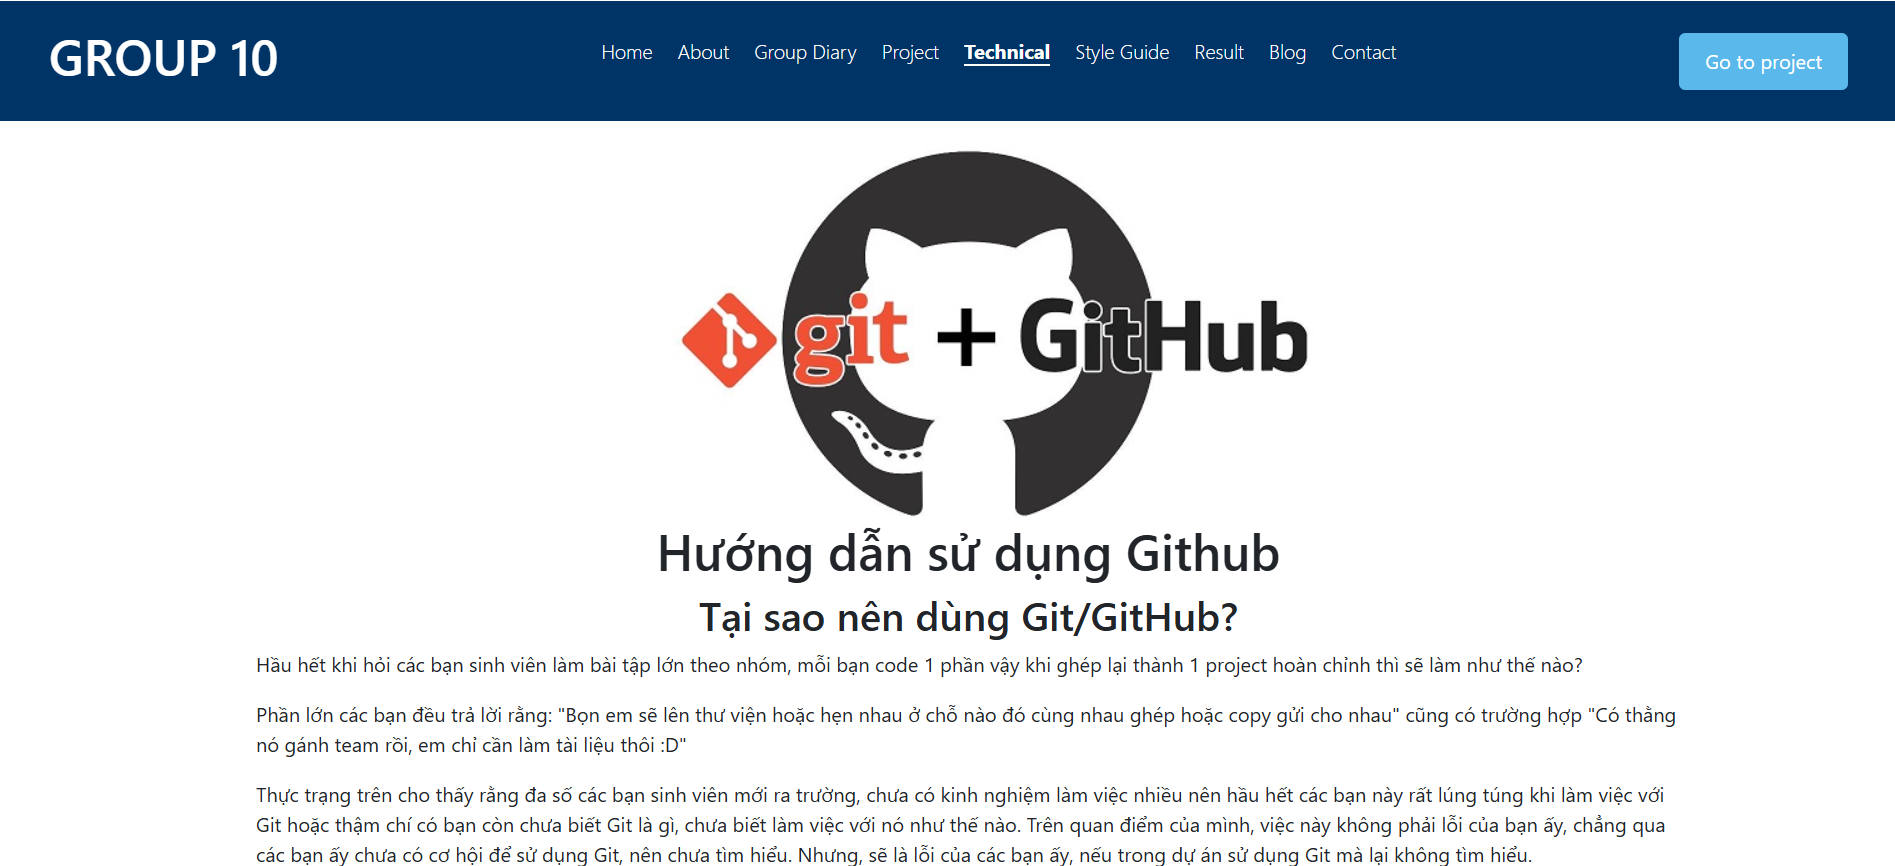 GROUP 10
Home About Group Diary Project Technical Style Guide Result Blog Contact
Go to project
git + GitHub
Hướng dẫn sử dụng Github
Tại sao nên dùng Git/GitHub?
Hầu hết khi hỏi các bạn sinh viên làm bài tập lớn theo nhóm, mỗi bạn code 1 phần vậy khi ghép lại thành 1 project hoàn chỉnh thì sẽ làm như thế nào?
Phần lớn các bạn đều trả lời rằng: "Bọn em sẽ lên thư viện hoặc hẹn nhau ở chỗ nào đó cùng nhau ghép hoặc copy gửi cho nhau" cũng có trường hợp "Có thằng
nó gánh team rồi, em chỉ cần làm tài liệu thôi :D"
Thực trạng trên cho thấy rằng đa số các bạn sinh viên mới ra trường, chưa có kinh nghiệm làm việc nhiều nên hầu hết các bạn này rất lúng túng khi làm việc với
Git hoặc thậm chí có bạn còn chưa biết Git là gì, chưa biết làm việc với nó như thế nào. Trên quan điểm của mình, việc này không phải lỗi của bạn ấy, chẳng qua
các bạn ấy chưa có cơ hội để sử dụng Git, nên chưa tìm hiểu. Nhưng, sẽ là lỗi của các bạn ấy, nếu trong dự án sử dụng Git mà lại không tìm hiểu.